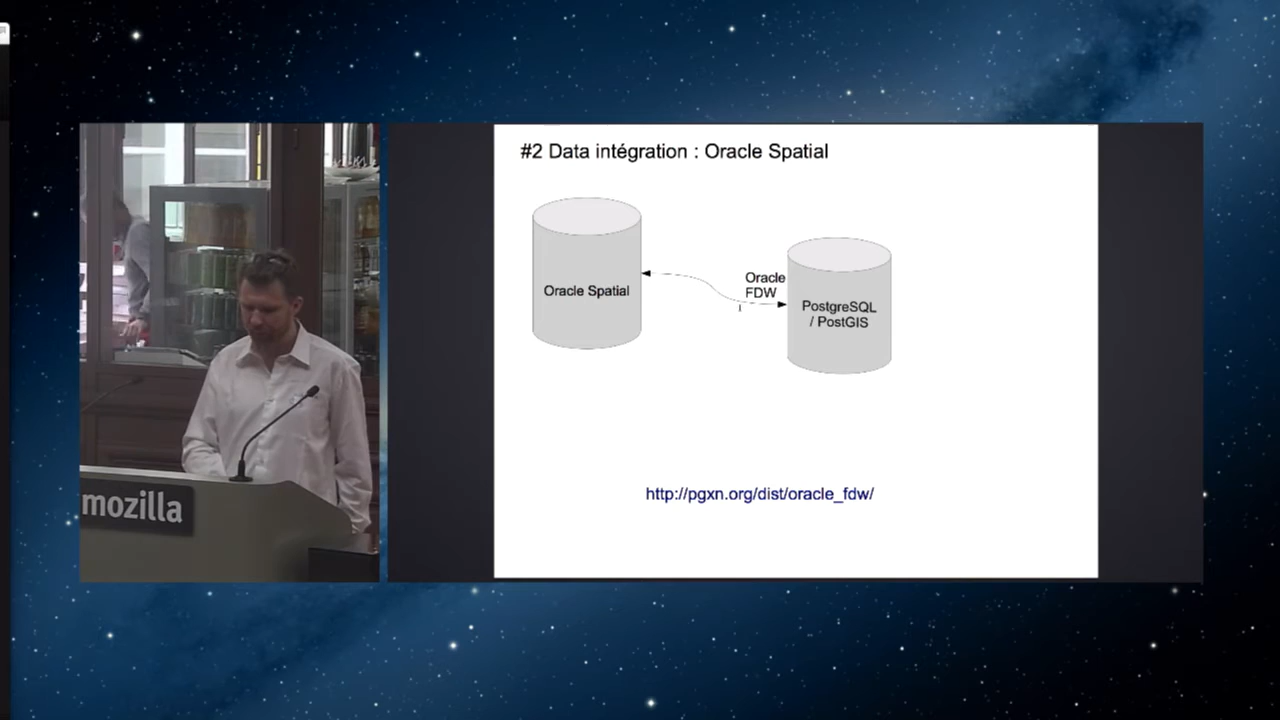 #2 Data intégration : Oracle Spatial
Oracle Spatial
Oracle
FDW
PostgreSQL
/ PostGIS
http://pgxn.org/dist/oracle_fdw/
mozilla